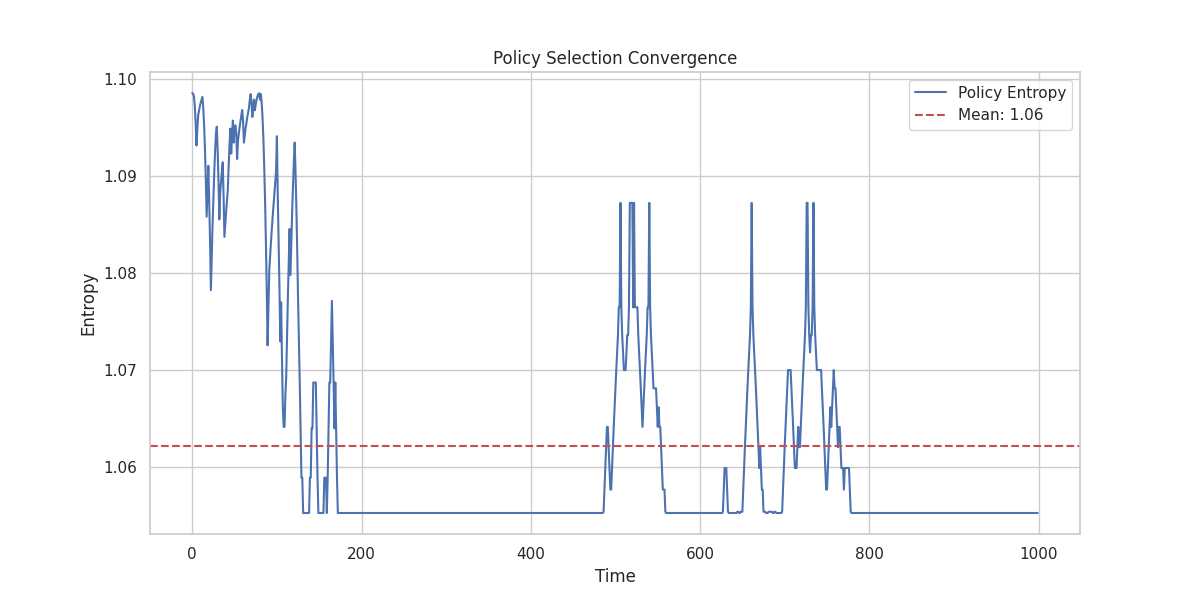 Policy Selection Convergence
Policy Entropy
Mean: 1.06
Entropy
1.10
1.09
1.08
1.07
1.06
0
200
400
600
800
1000
Time